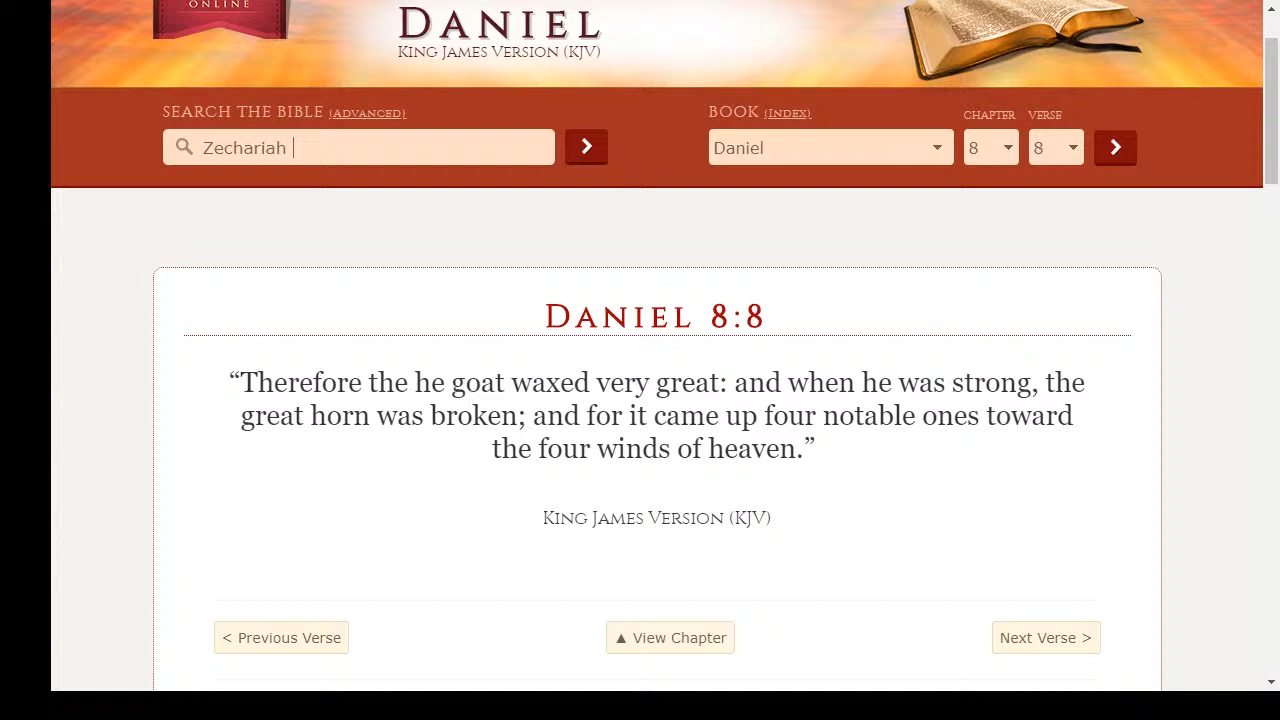 ONLINE
DANIEL
KING JAMES VERSION (KJV)
SEARCH THE BIBLE (ADVANCED)
BOOK (INDEX)
CHAPTER
VERSE
Zechariah
Daniel
8
8
DANIEL 8:8
“Therefore the he goat waxed very great: and when he was strong, the
great horn was broken; and for it came up four notable ones toward
the four winds of heaven.”
KING JAMES VERSION (KJV)
< Previous Verse
▲ View Chapter
Next Verse >